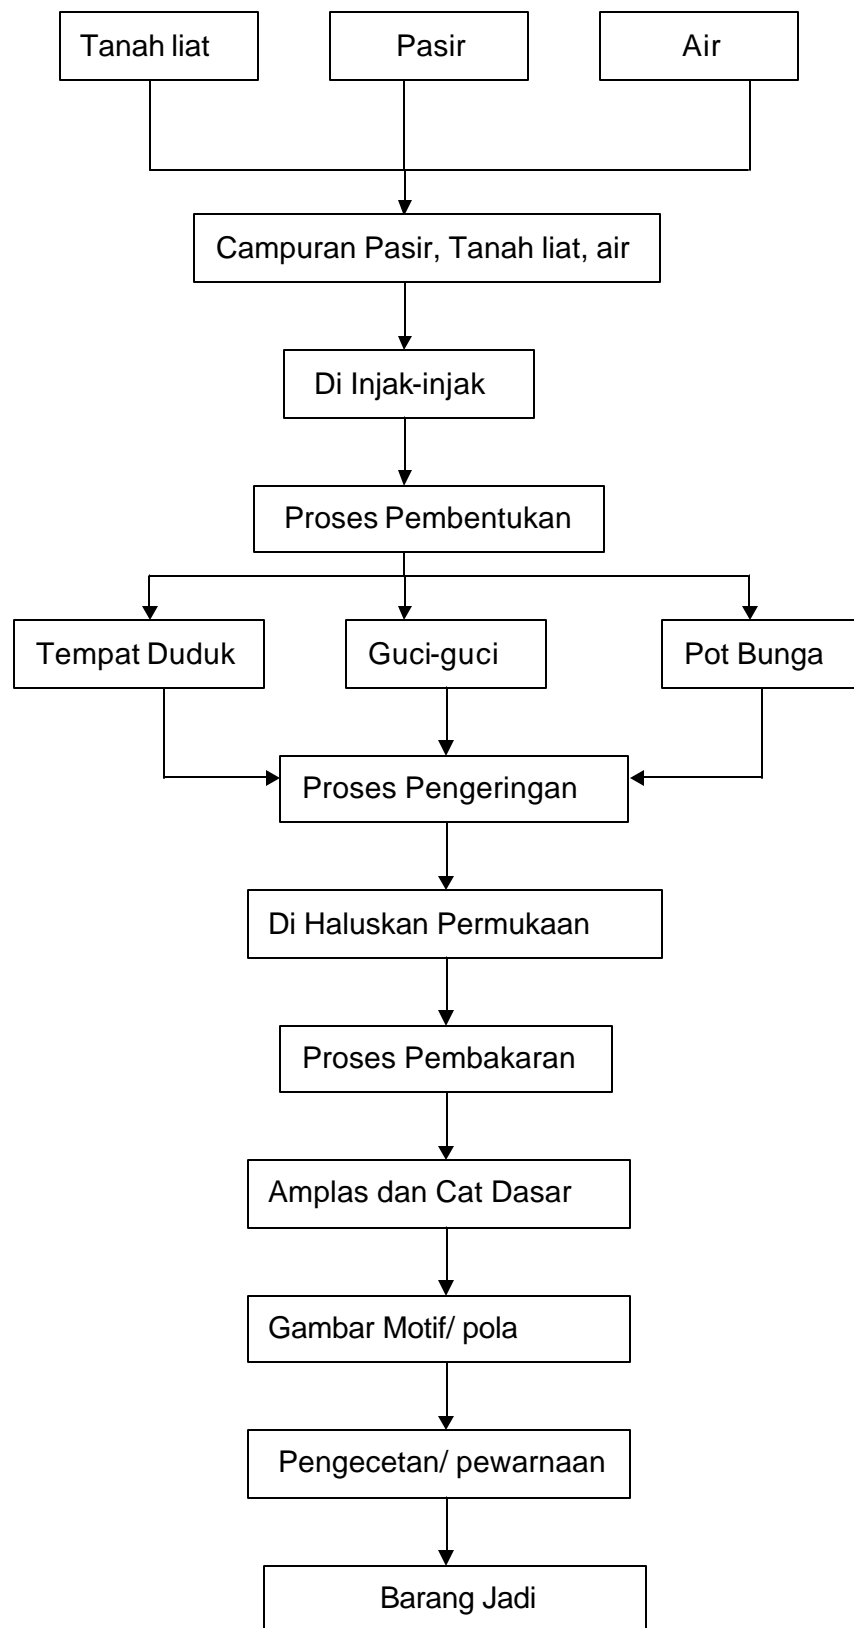 Tanah liat
Pasir
Air
Campuran Pasir, Tanah liat, air
Di Injak-injak
Proses Pembentukan
Tempat Duduk
Guci-guci
Pot Bunga
Proses Pengeringan
Di Haluskan Permukaan
Proses Pembakaran
Amplas dan Cat Dasar
Gambar Motif/ pola
Pengecetan/ pewarnaan
Barang Jadi